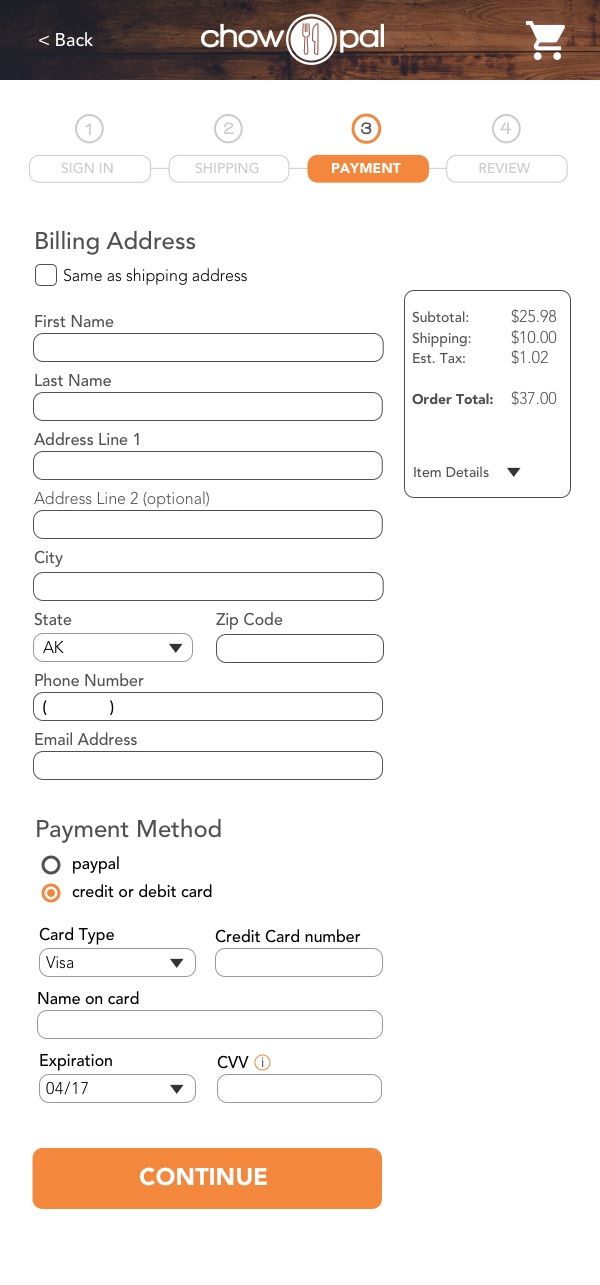 < Back
chow pal
1 2 3 4
SIGN IN SHIPPING PAYMENT REVIEW
Billing Address
Same as shipping address
First Name
Last Name
Address Line 1
Address Line 2 (optional)
City
State Zip Code
AK
Phone Number
( )
Email Address
Subtotal: $25.98
Shipping: $10.00
Est. Tax: $1.02
Order Total: $37.00
Item Details
Payment Method
paypal
credit or debit card
Card Type Credit Card number
Visa
Name on card
Expiration CVV i
04/17
CONTINUE